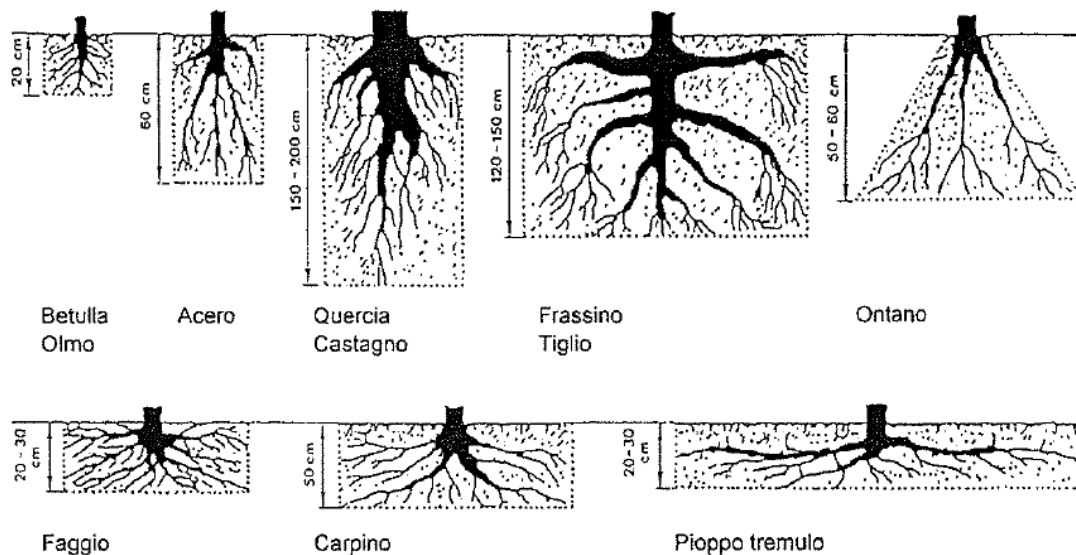 20 cm
60 cm
150 - 200 cm
120-150 cm
50 - 60 cm
Betulla
Olmo
Acero
Quercia
Castagno
Frassino
Tiglio
Ontano
20-30
cm
50 cm
20-30
cm
Faggio
Carpino
Pioppo tremulo